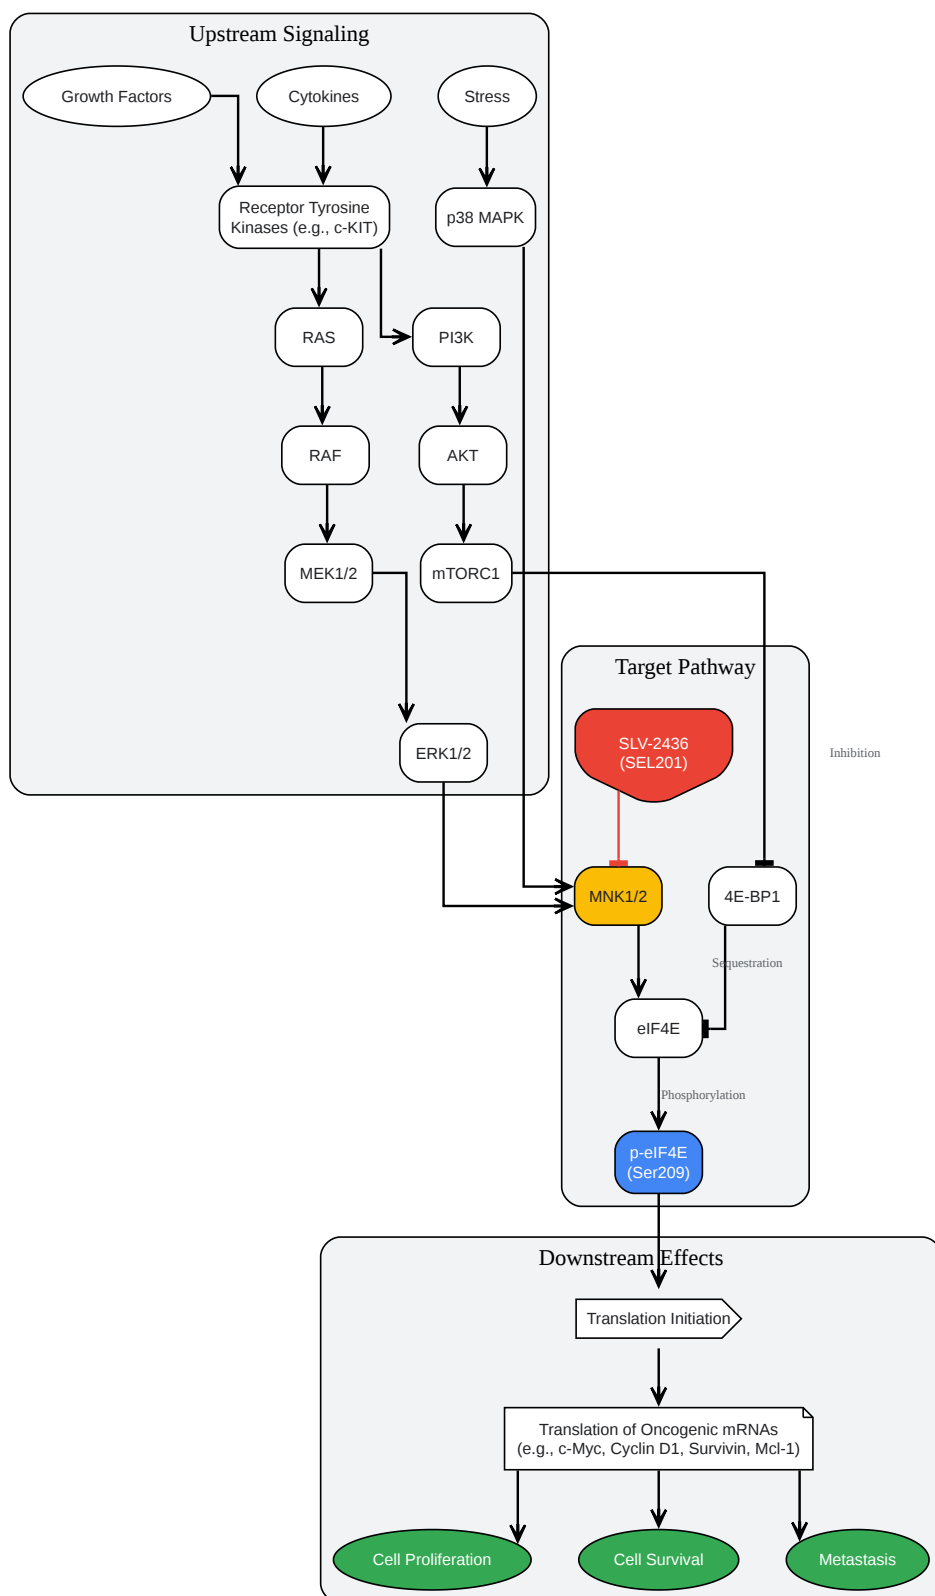 Upstream Signaling
Growth Factors
Cytokines
Stress
Receptor Tyrosine
Kinases (e.g., c-KIT)
p38 MAPK
RAS
PI3K
RAF
AKT
MEK1/2
mTORC1
ERK1/2
Target Pathway
SLV-2436
(SEL201)
Inhibition
MNK1/2
4E-BP1
Sequestration
eIF4E
Phosphorylation
p-eIF4E
(Ser209)
Downstream Effects
Translation Initiation
Translation of Oncogenic mRNAs
(e.g., c-Myc, Cyclin D1, Survivin, Mcl-1)
Cell Proliferation
Cell Survival
Metastasis